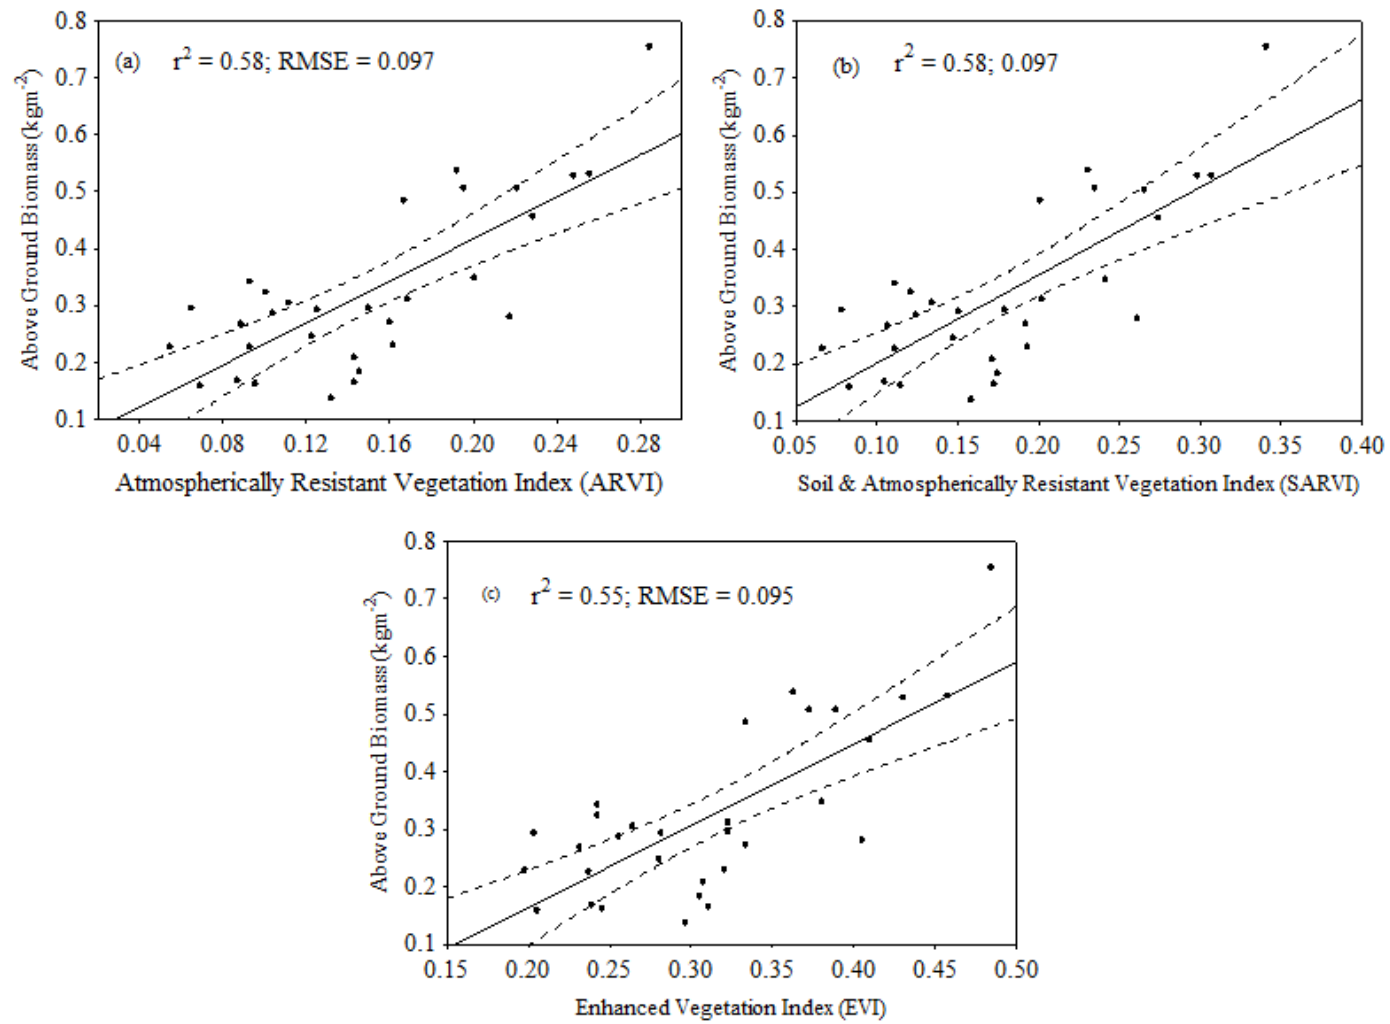 (a) r² = 0.58; RMSE = 0.097
Above Ground Biomass (kgm⁻²)
0.8
0.7
0.6
0.5
0.4
0.3
0.2
0.1
0.04 0.08 0.12 0.16 0.20 0.24 0.28
Atmospherically Resistant Vegetation Index (ARVI)
(b) r² = 0.58; 0.097
Above Ground Biomass (kgm⁻²)
0.8
0.7
0.6
0.5
0.4
0.3
0.2
0.1
0.05 0.10 0.15 0.20 0.25 0.30 0.35 0.40
Soil & Atmospherically Resistant Vegetation Index (SARVI)
(c) r² = 0.55; RMSE = 0.095
Above Ground Biomass (kgm⁻²)
0.8
0.7
0.6
0.5
0.4
0.3
0.2
0.1
0.15 0.20 0.25 0.30 0.35 0.40 0.45 0.50
Enhanced Vegetation Index (EVI)